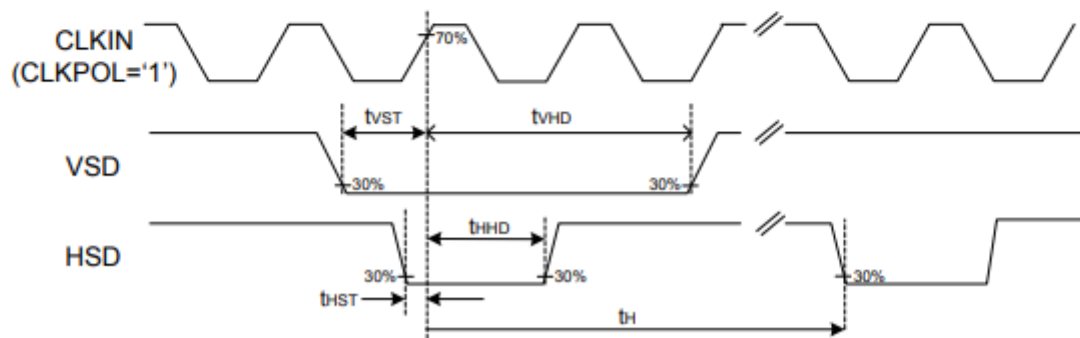 CLKIN
(CLKPOL='1')
70%
tVST
tVHD
VSD
30%
30%
tHHD
HSD
30%
30%
30%
tHST
tH